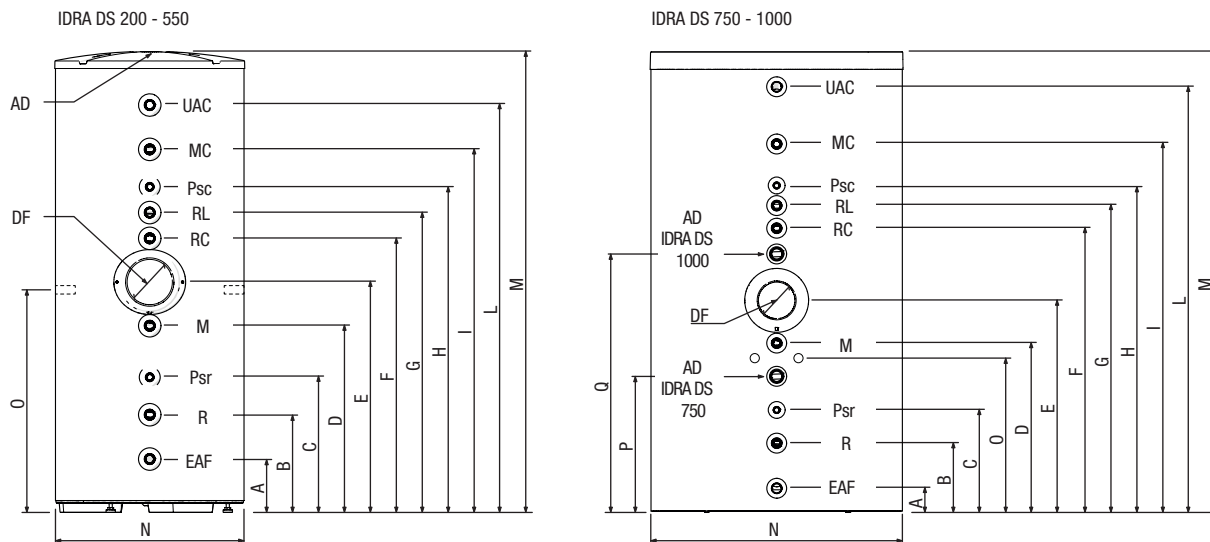 IDRA DS 200 - 550
AD
DF
UAC
MC
Psc
RL
RC
M
Psr
R
EAF
O
A
B
C
D
E
F
G
H
I
L
M
N
IDRA DS 750 - 1000
UAC
MC
Psc
RL
RC
AD
IDRA DS
1000
DF
M
AD
IDRA DS
750
Psr
R
EAF
Q
P
A
B
C
O
D
E
F
G
H
I
L
M
N